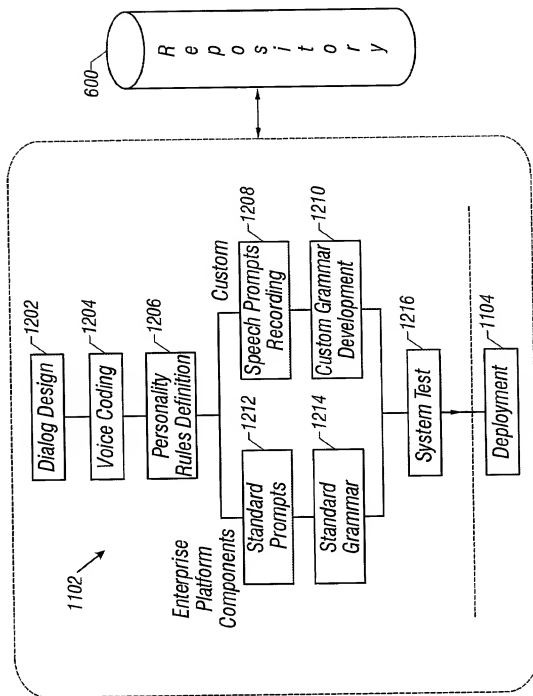 1102
Dialog Design
1202
Voice Coding
1204
Personality
Rules Definition
1206
Enterprise
Platform
Components
Custom
Standard
Prompts
1212
Speech Prompts
Recording
1208
Standard
Grammar
1214
Custom Grammar
Development
1210
System Test
1216
Deployment
1104
600
Repository